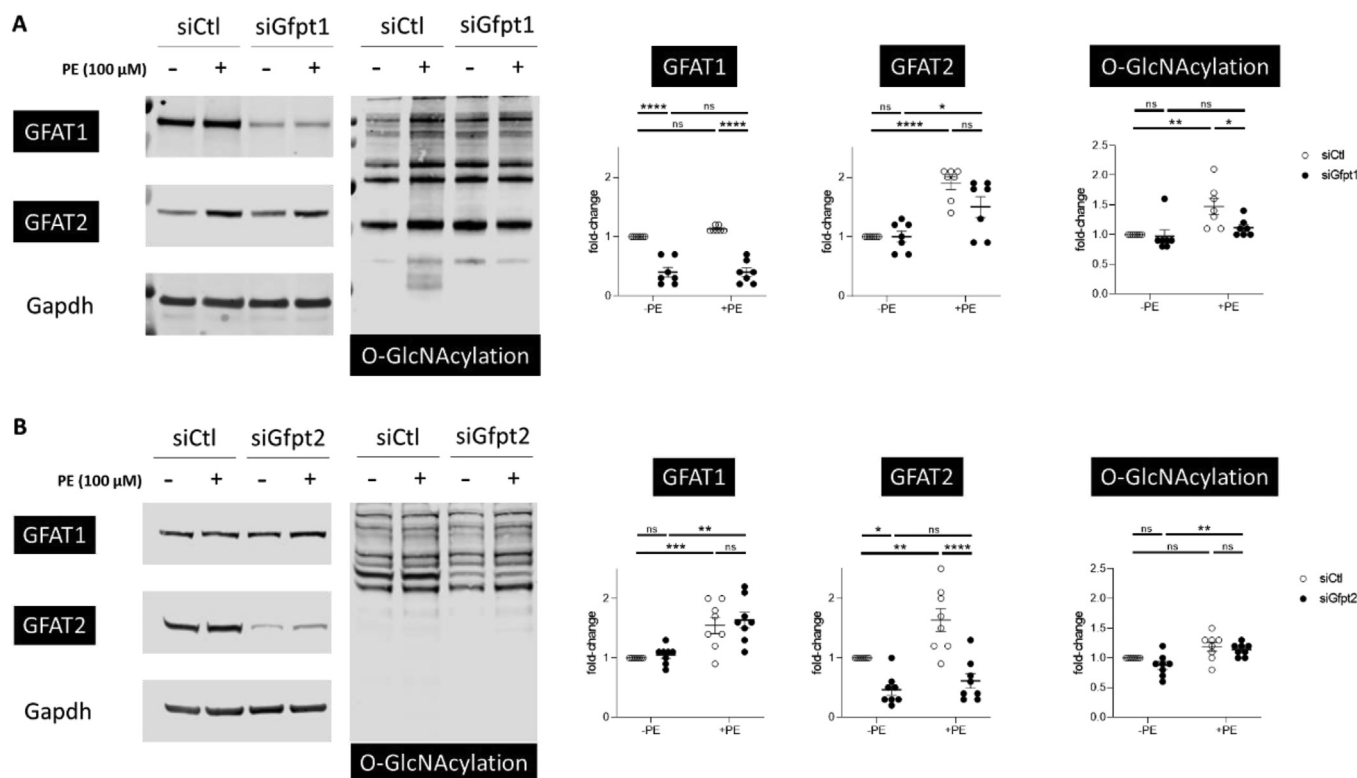 A
siCtl siGfpt1 siCtl siGfpt1
PE (100 µM) - + - + - + - +
GFAT1
GFAT2
Gapdh
O-GlcNAcylation
GFAT1
**** ns
ns ****
fold-change
2
1
0
-PE +PE
GFAT2
ns *
**** ns
fold-change
2
1
0
-PE +PE
O-GlcNAcylation
ns ns
** *
fold-change
2.5
2.0
1.5
1.0
0.5
0.0
-PE +PE
siCtl
siGfpt1
B
siCtl siGfpt2 siCtl siGfpt2
PE (100 µM) - + - + - + - +
GFAT1
GFAT2
Gapdh
O-GlcNAcylation
GFAT1
ns **
*** ns
fold-change
2
1
0
-PE +PE
GFAT2
* ns
** ****
fold-change
2
1
0
-PE +PE
O-GlcNAcylation
ns **
ns ns
fold-change
2.5
2.0
1.5
1.0
0.5
0.0
-PE +PE
siCtl
siGfpt2